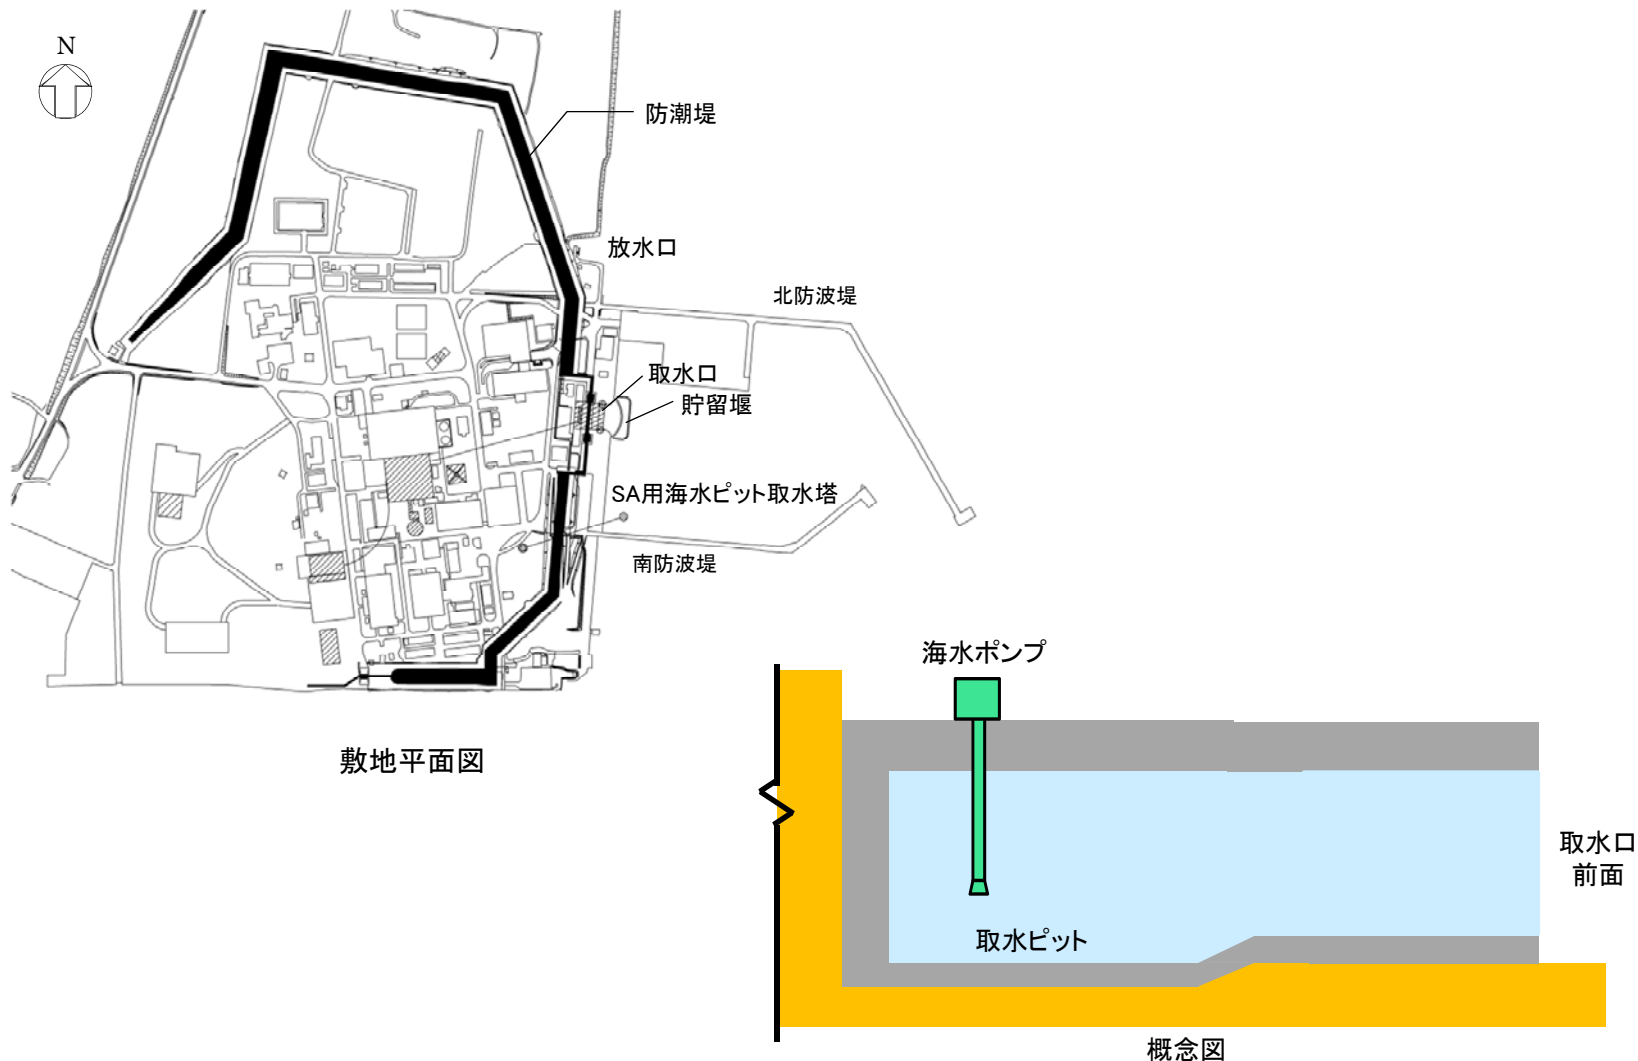 N
防潮堤
放水口
北防波堤
取水口
貯留堰
SA用海水ピット取水塔
南防波堤
敷地平面図
海水ポンプ
取水口
前面
取水ピット
概念図